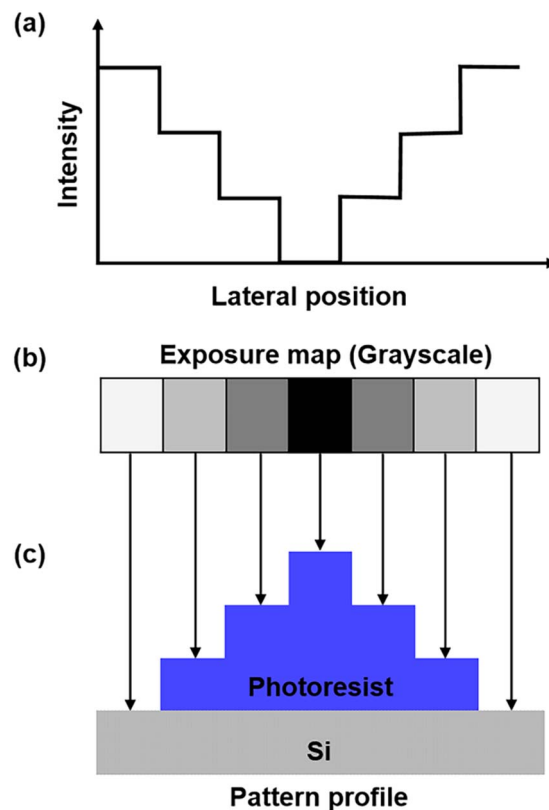 (a)
Intensity
Lateral position
(b)
Exposure map (Grayscale)
(c)
Photoresist
Si
Pattern profile